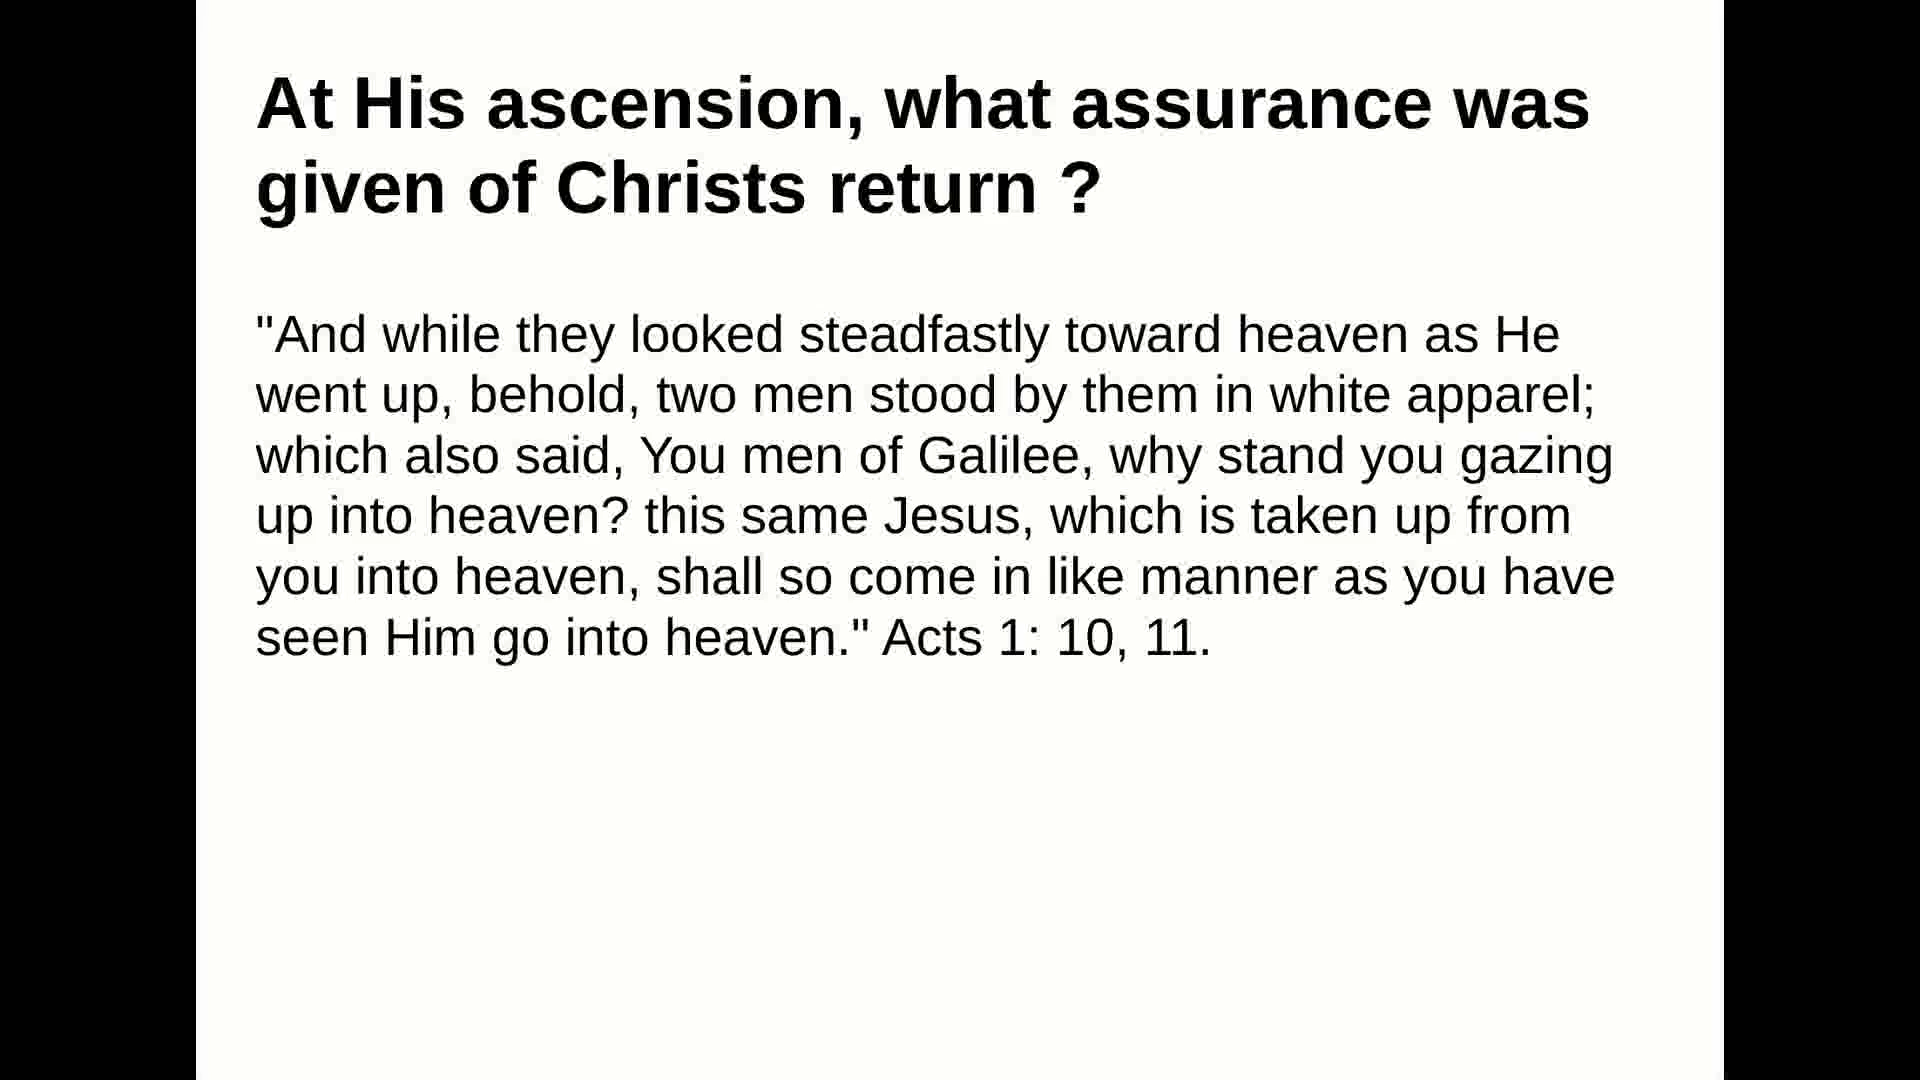 At His ascension, what assurance was
given of Christs return ?
"And while they looked steadfastly toward heaven as He
went up, behold, two men stood by them in white apparel;
which also said, You men of Galilee, why stand you gazing
up into heaven? this same Jesus, which is taken up from
you into heaven, shall so come in like manner as you have
seen Him go into heaven." Acts 1: 10, 11.